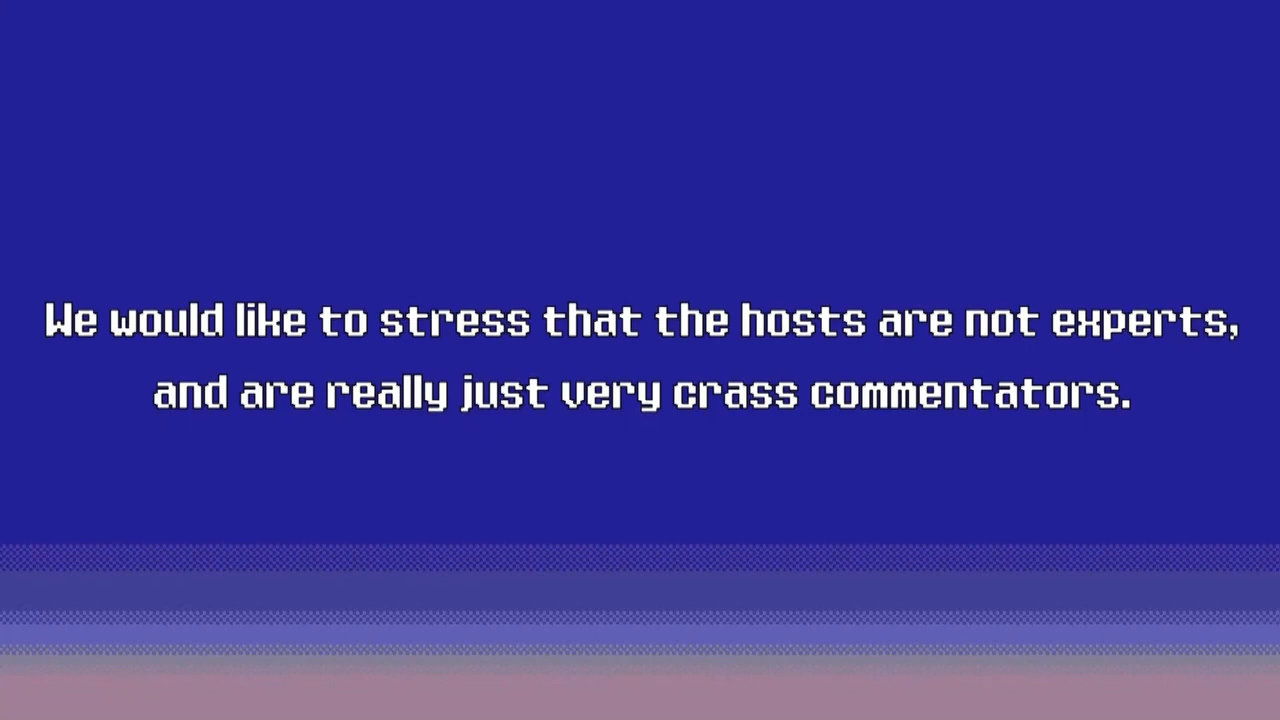 We would like to stress that the hosts are not experts,
and are really just very crass commentators.